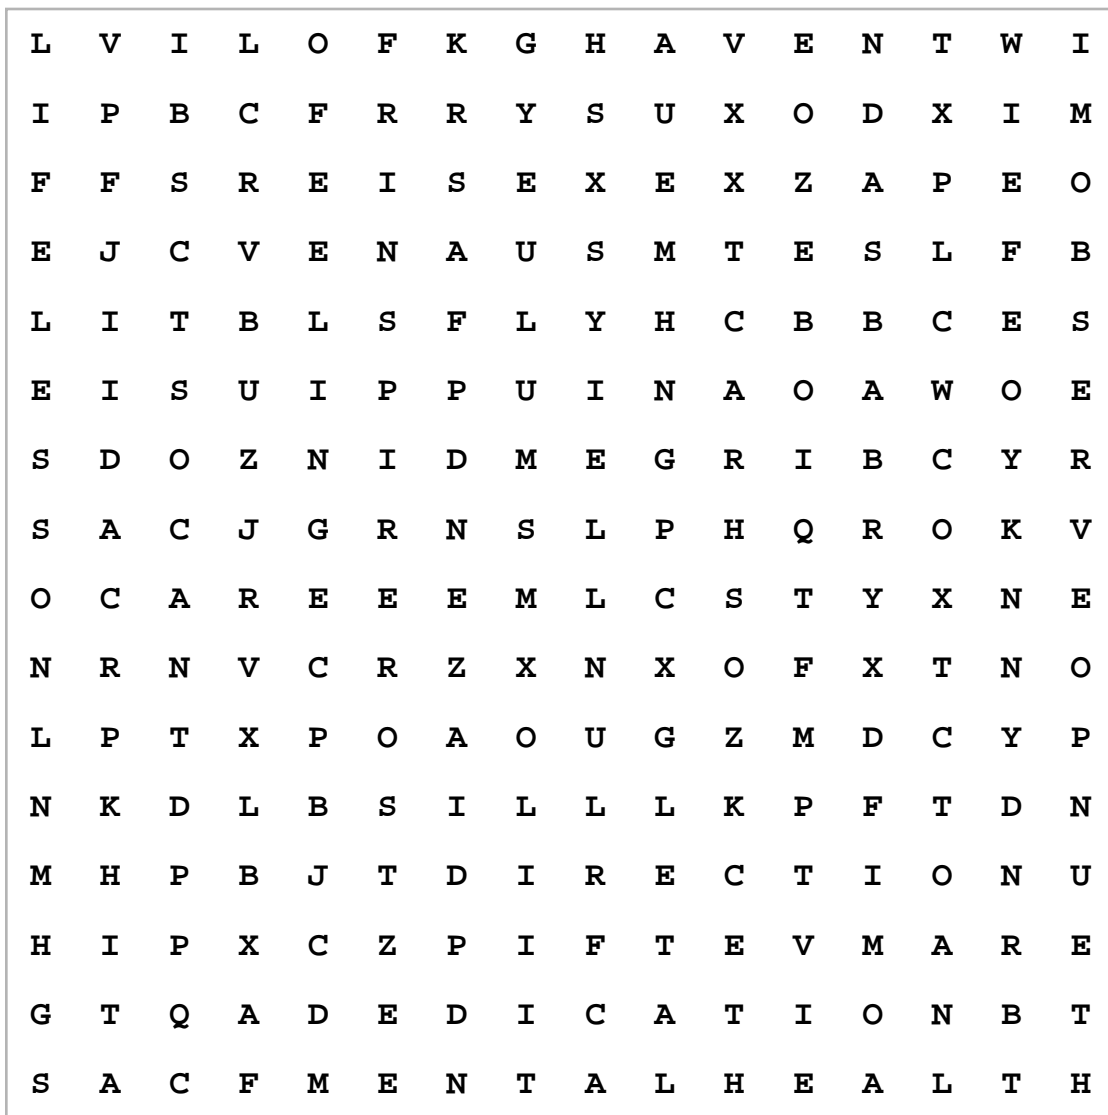 L V I L O F K G H A V E N T W I
I P B C F R R Y S U X O D X I M
F F S R E I S E X E X Z A P E O
E J C V E N A U S M T E S L F B
L I T B L S F L Y H C B B C E S
E I S U I P P U I N A O A W O E
S D O Z N I D M E G R I B C Y R
S A C J G R N S L P H Q R O K V
O C A R E E E M L C S T Y X N E
N R N V C R Z X N X O F X T N O
L P T X P O A O U G Z M D C Y P
N K D L B S I L L L K P F T D N
M H P B J T D I R E C T I O N U
H I P X C Z P I F T E V M A R E
G T Q A D E D I C A T I O N B T
S A C F M E N T A L H E A L T H